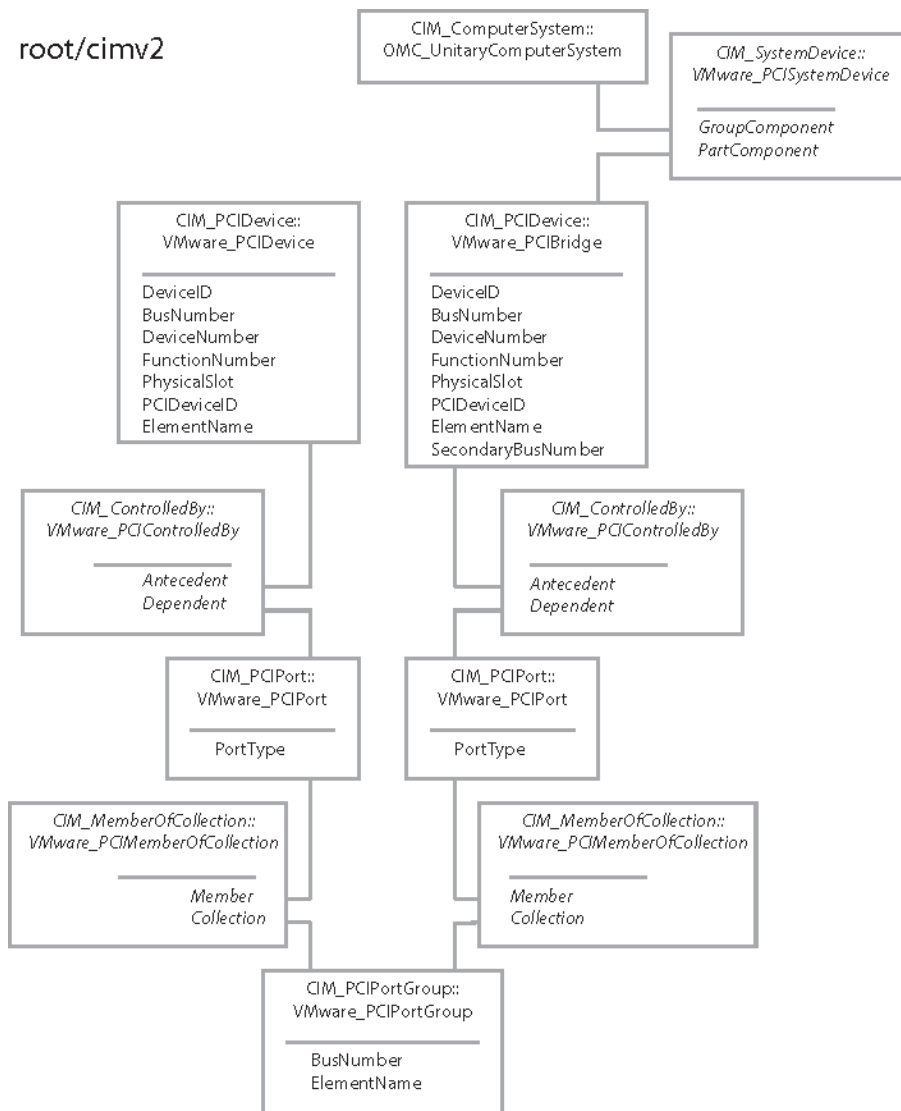 root/cimv2
CIM_ComputerSystem::
OMC_UnitaryComputerSystem
CIM_SystemDevice::
VMware_PCISystemDevice
GroupComponent
PartComponent
CIM_PCIDevice::
VMware_PCIDevice
DeviceID
BusNumber
DeviceNumber
FunctionNumber
PhysicalSlot
PCIDeviceID
ElementName
CIM_PCIDevice::
VMware_PCIBridge
DeviceID
BusNumber
DeviceNumber
FunctionNumber
PhysicalSlot
PCIDeviceID
ElementName
SecondaryBusNumber
CIM_ControlledBy::
VMware_PCIControlledBy
Antecedent
Dependent
CIM_ControlledBy::
VMware_PCIControlledBy
Antecedent
Dependent
CIM_PCIPort::
VMware_PCIPort
PortType
CIM_PCIPort::
VMware_PCIPort
PortType
CIM_MemberOfCollection::
VMware_PCIMemberOfCollection
Member
Collection
CIM_MemberOfCollection::
VMware_PCIMemberOfCollection
Member
Collection
CIM_PCIPortGroup::
VMware_PCIPortGroup
BusNumber
ElementName